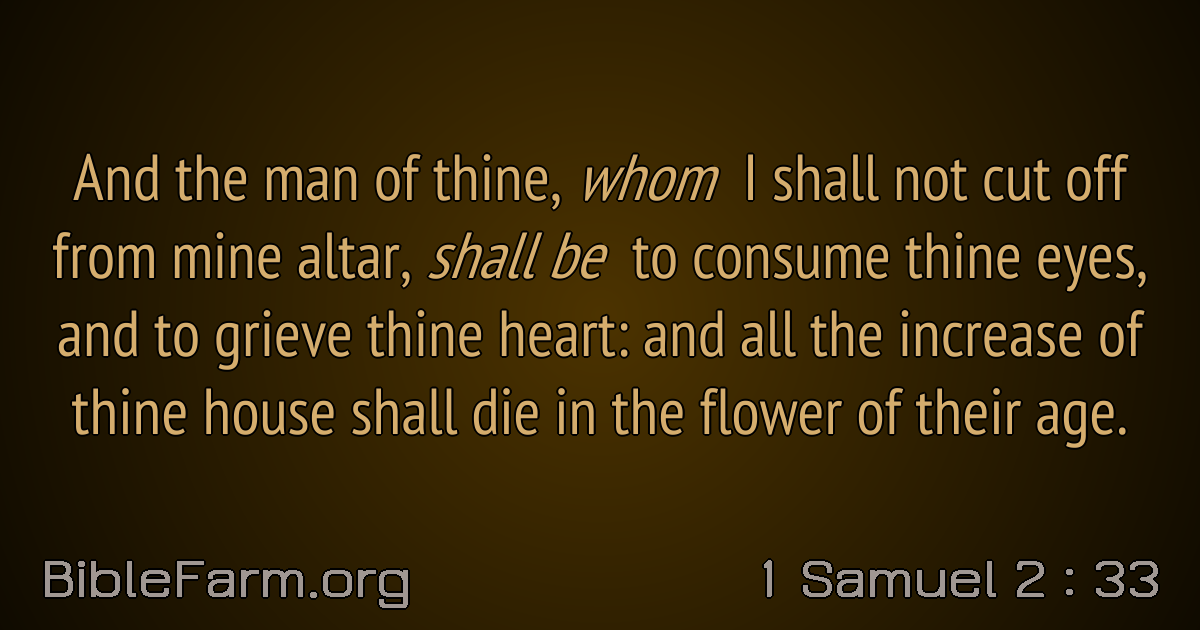 And the man of thine, whom I shall not cut off
from mine altar, shall be to consume thine eyes,
and to grieve thine heart: and all the increase of
thine house shall die in the flower of their age.
BibleFarm.org
1 Samuel 2 : 33